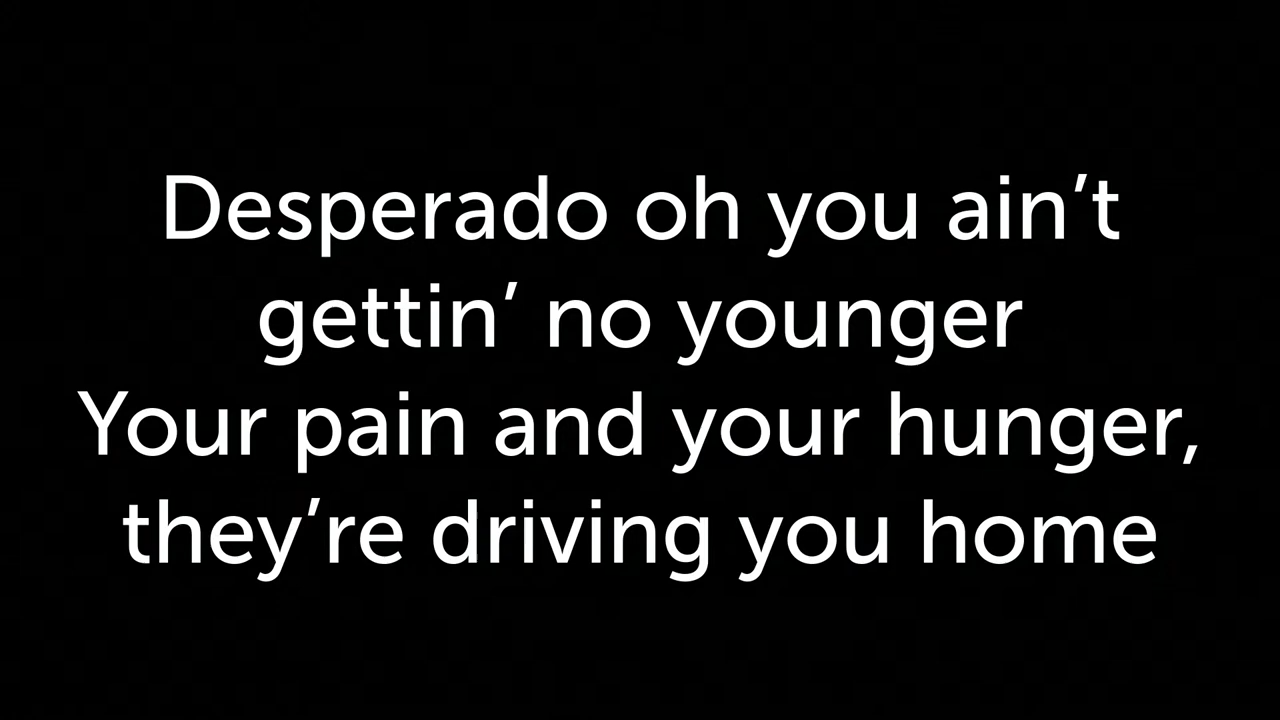 Desperado oh you ain’t
gettin’ no younger
Your pain and your hunger,
they’re driving you home